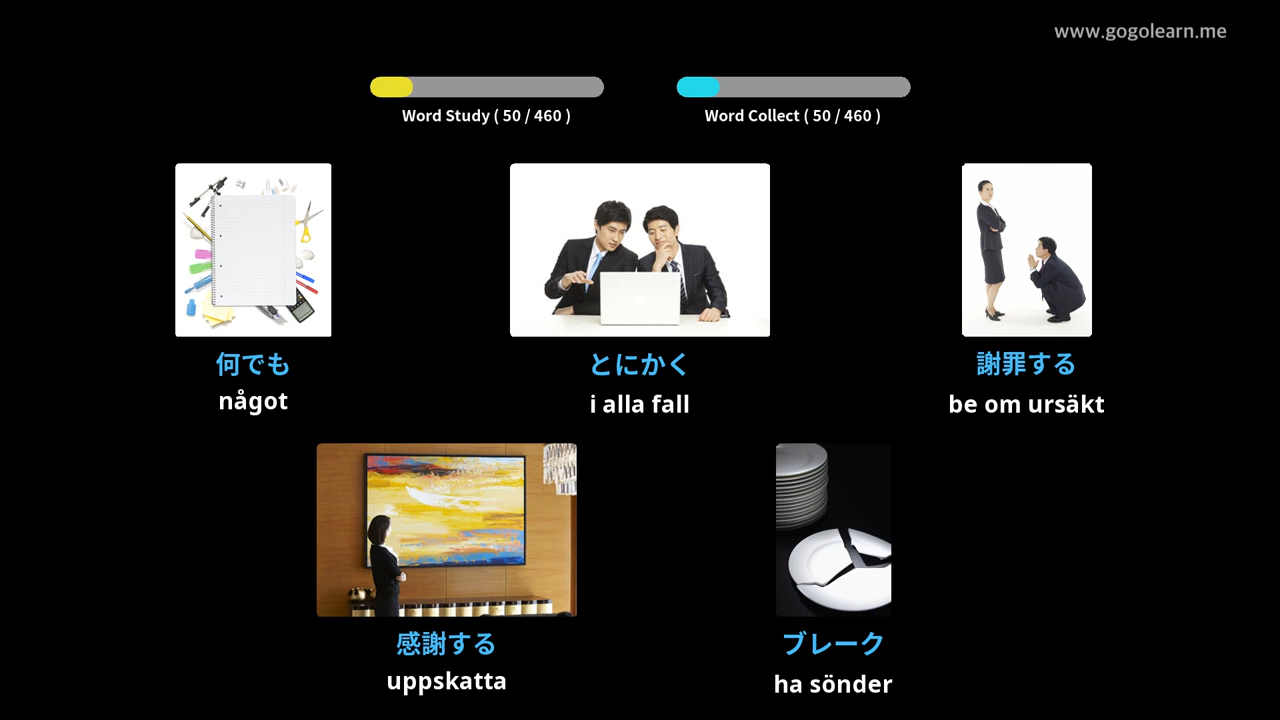 www.gogolearn.me
Word Study ( 50 / 460 )
Word Collect ( 50 / 460 )
何でも
något
とにかく
i alla fall
謝罪する
be om ursäkt
感謝する
uppskatta
ブレーク
ha sönder